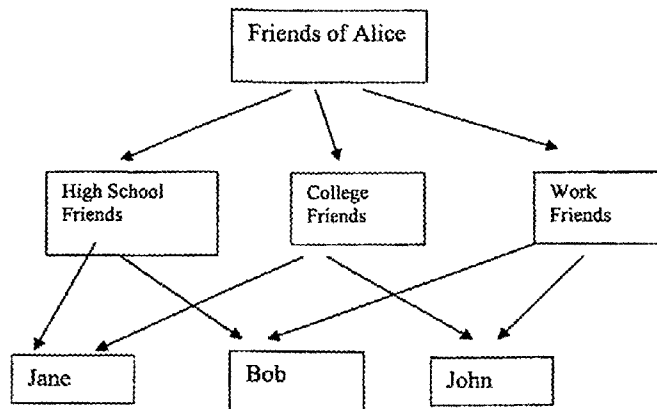 Friends of Alice
High School
Friends
College
Friends
Work
Friends
Jane
Bob
John